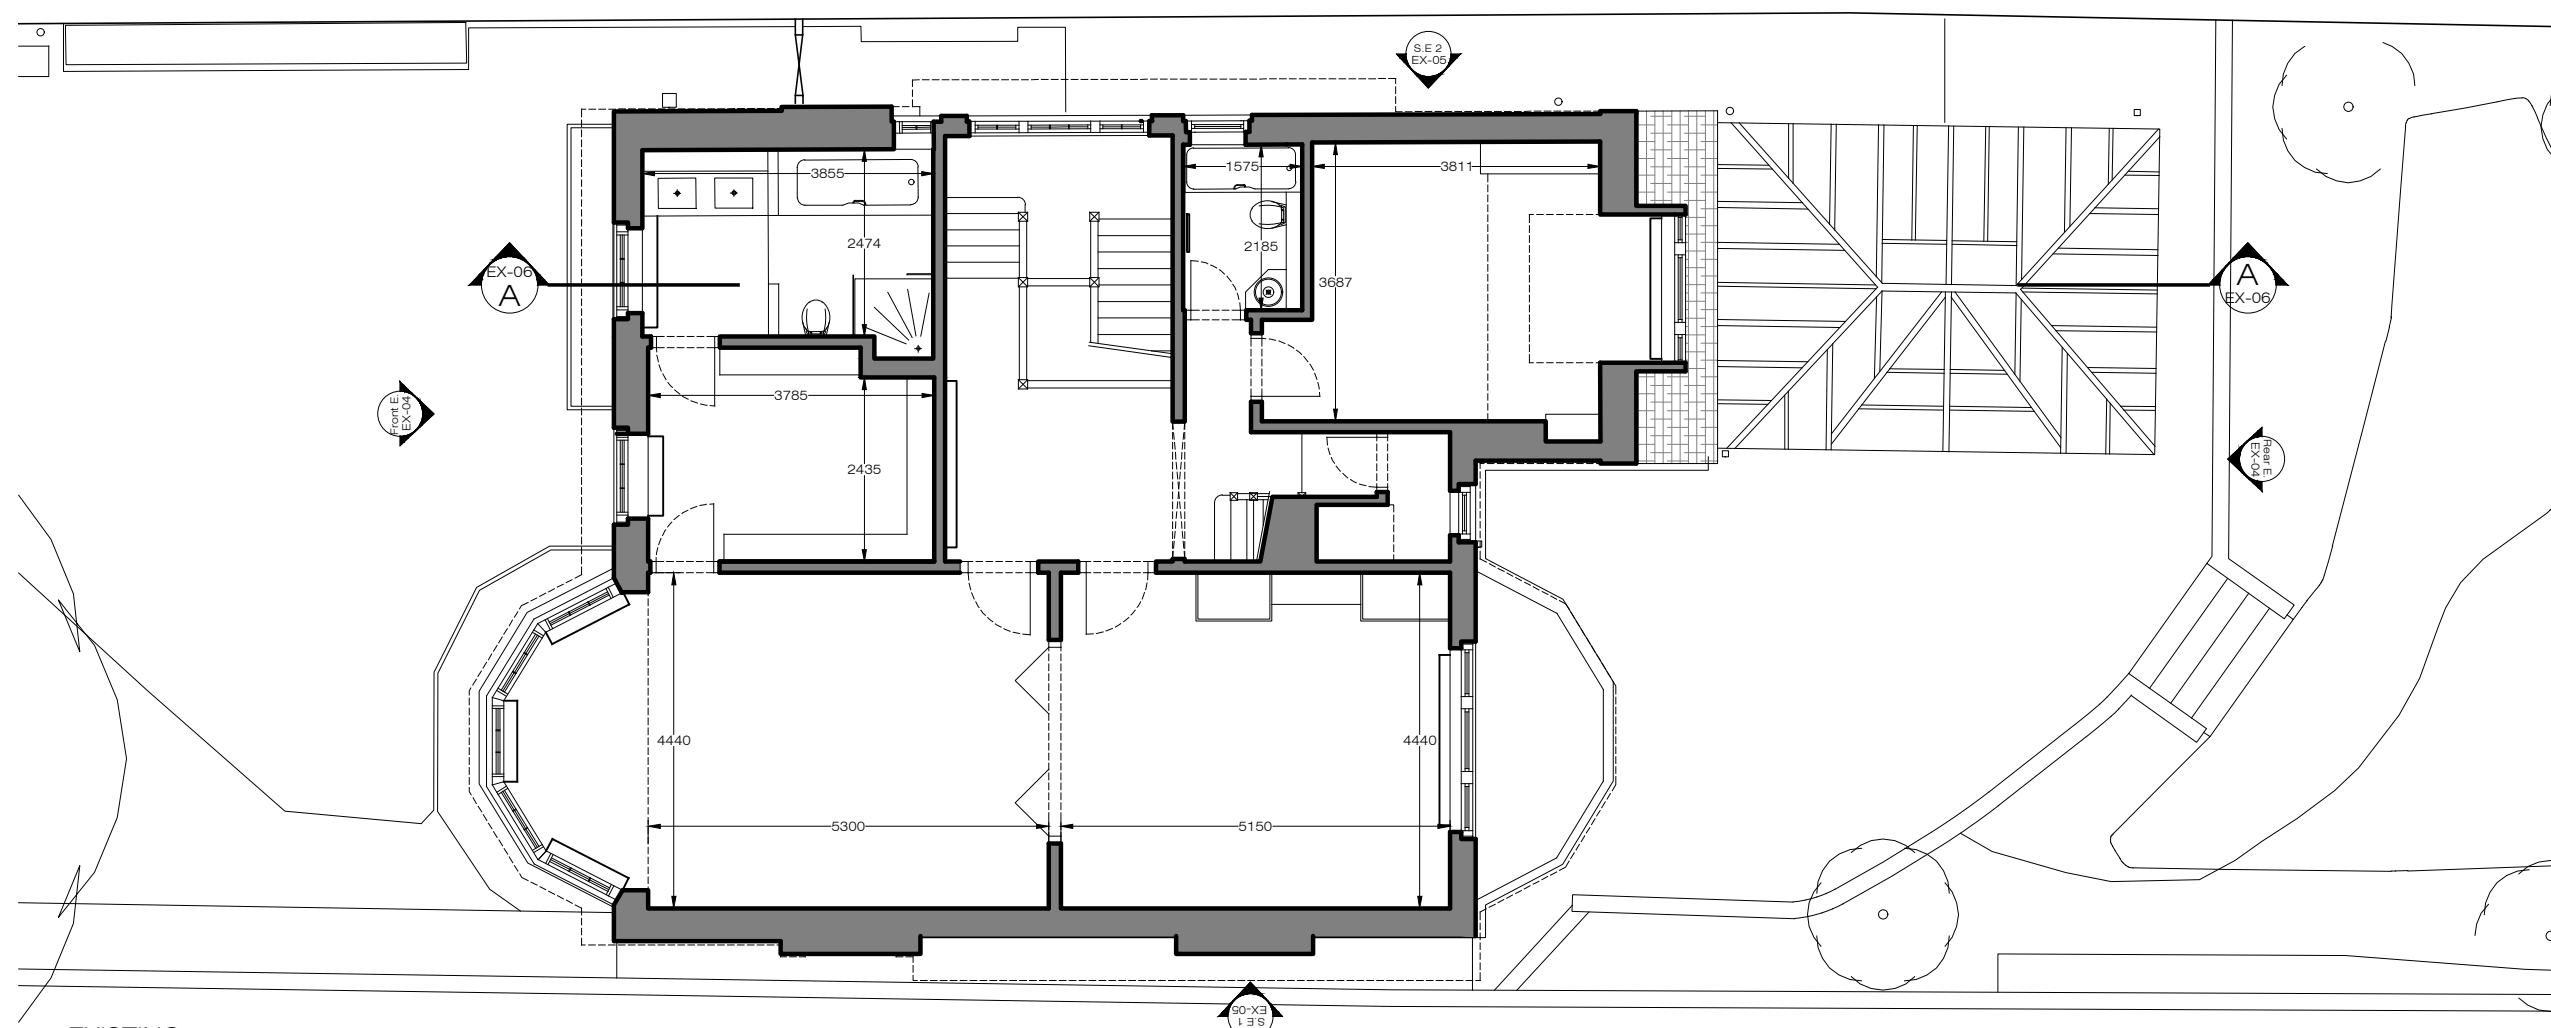 S.E 2
EX-05
3855
2474
1575
2185
3811
3687
EX-06
A
A
EX-06
Front E.
EX-04
Rear E.
EX-04
3785
2435
4440
5300
5150
4440
S.E 1
EX-05